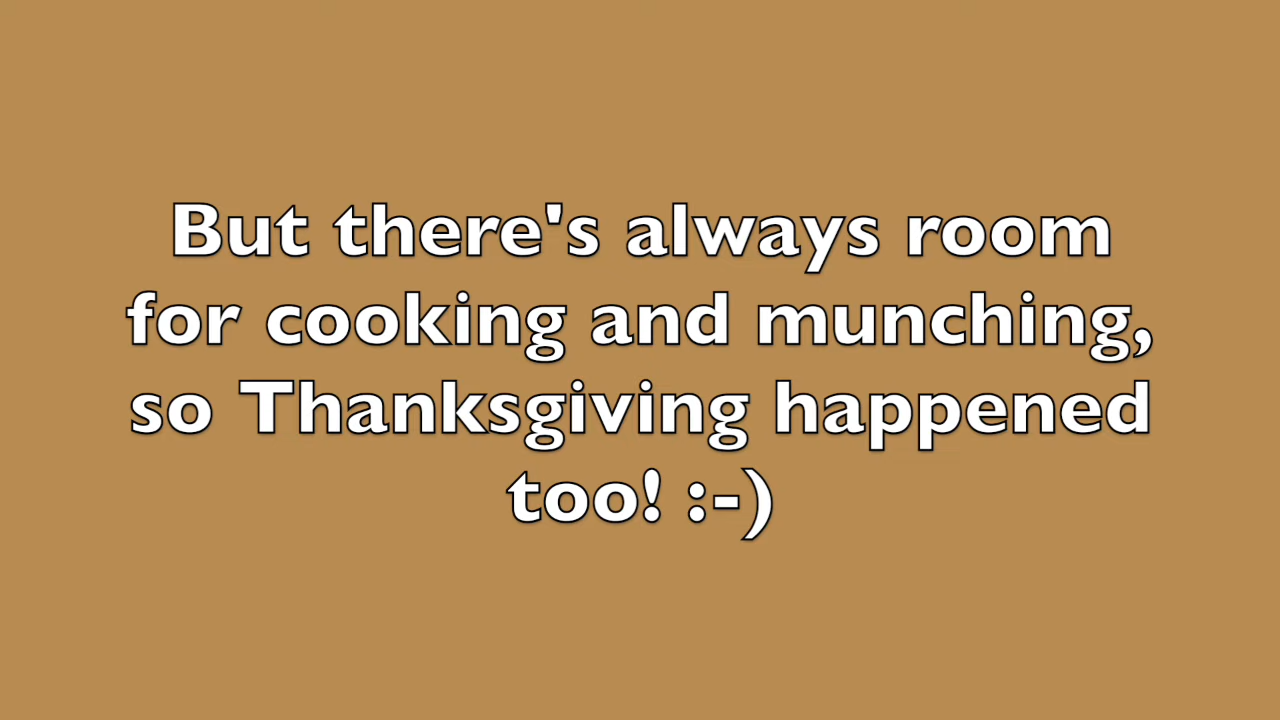 But there's always room
for cooking and munching,
so Thanksgiving happened
too! :-)